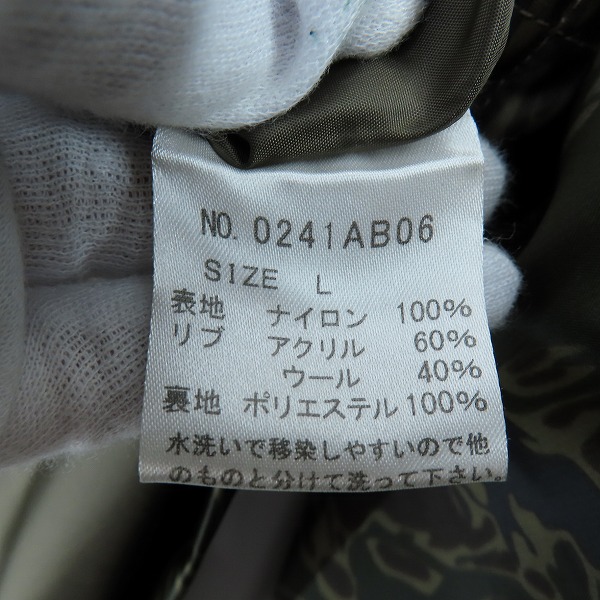 NO. 0241AB06
SIZE L
表地 ナイロン 100%
リブ アクリル 60%
ウール 40%
裏地 ポリエステル 100%
水洗いで移染しやすいので他
のものと分けて洗って下さい。